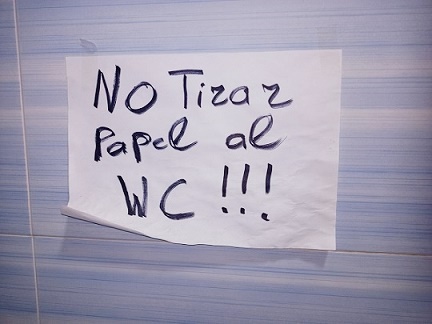 No Tirar
Papel al
WC !!!